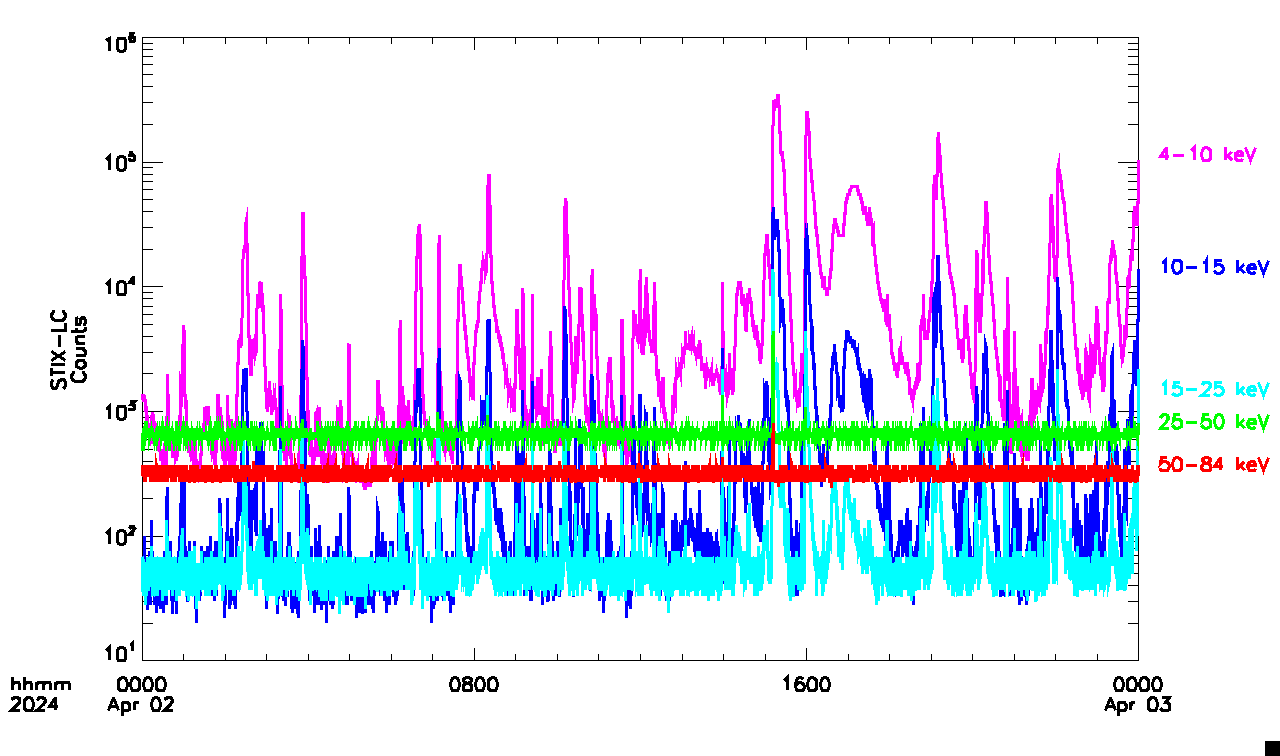 10^6
10^5
10^4
10^3
10^2
10^1
STIX-LC
Counts
4-10 keV
10-15 keV
15-25 keV
25-50 keV
50-84 keV
hhmm 0000 0800 1600 0000
2024 Apr 02 Apr 03